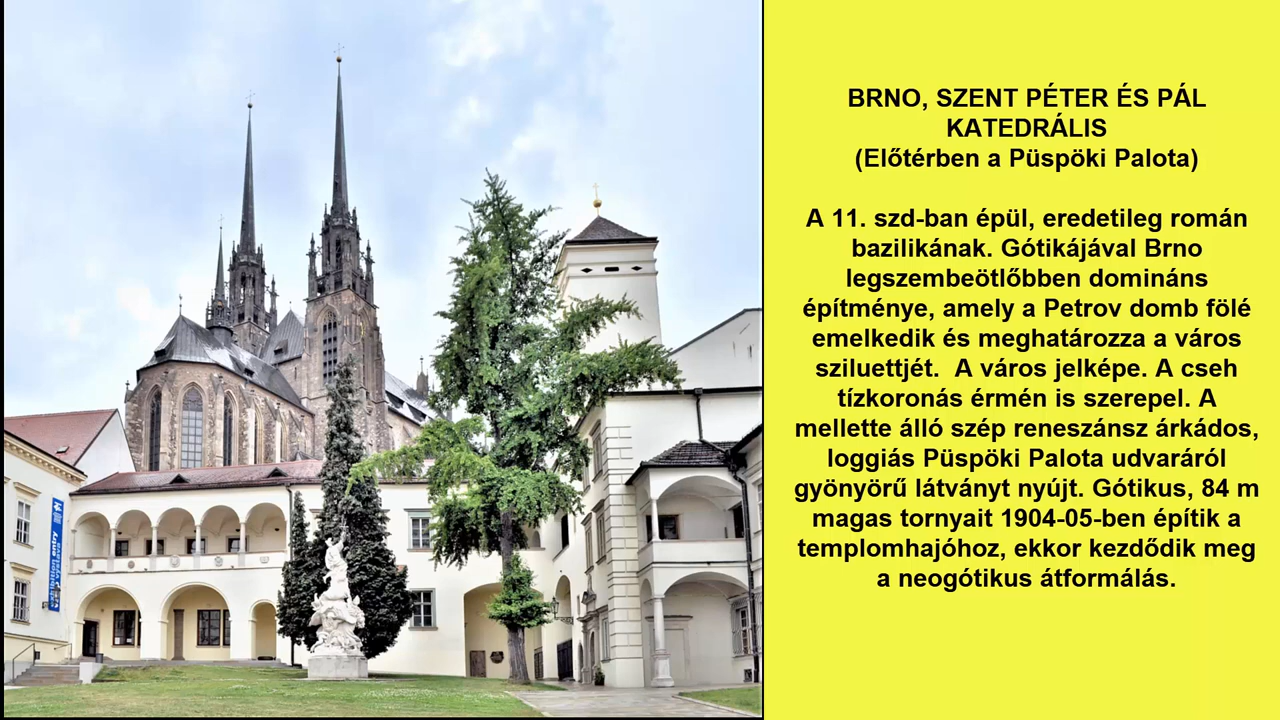 BRNO, SZENT PÉTER ÉS PÁL
KATEDRÁLIS
(Előtérben a Püspöki Palota)
A 11. szd-ban épül, eredetileg román
bazilikának. Gótikájával Brno
legszembeötlőbben domináns
építménye, amely a Petrov domb fölé
emelkedik és meghatározza a város
sziluettjét.  A város jelképe. A cseh
tízkoronás érmén is szerepel. A
mellette álló szép reneszánsz árkádos,
loggiás Püspöki Palota udvaráról
gyönyörű látványt nyújt. Gótikus, 84 m
magas tornyait 1904-05-ben építik a
templomhajóhoz, ekkor kezdődik meg
a neogótikus átformálás.